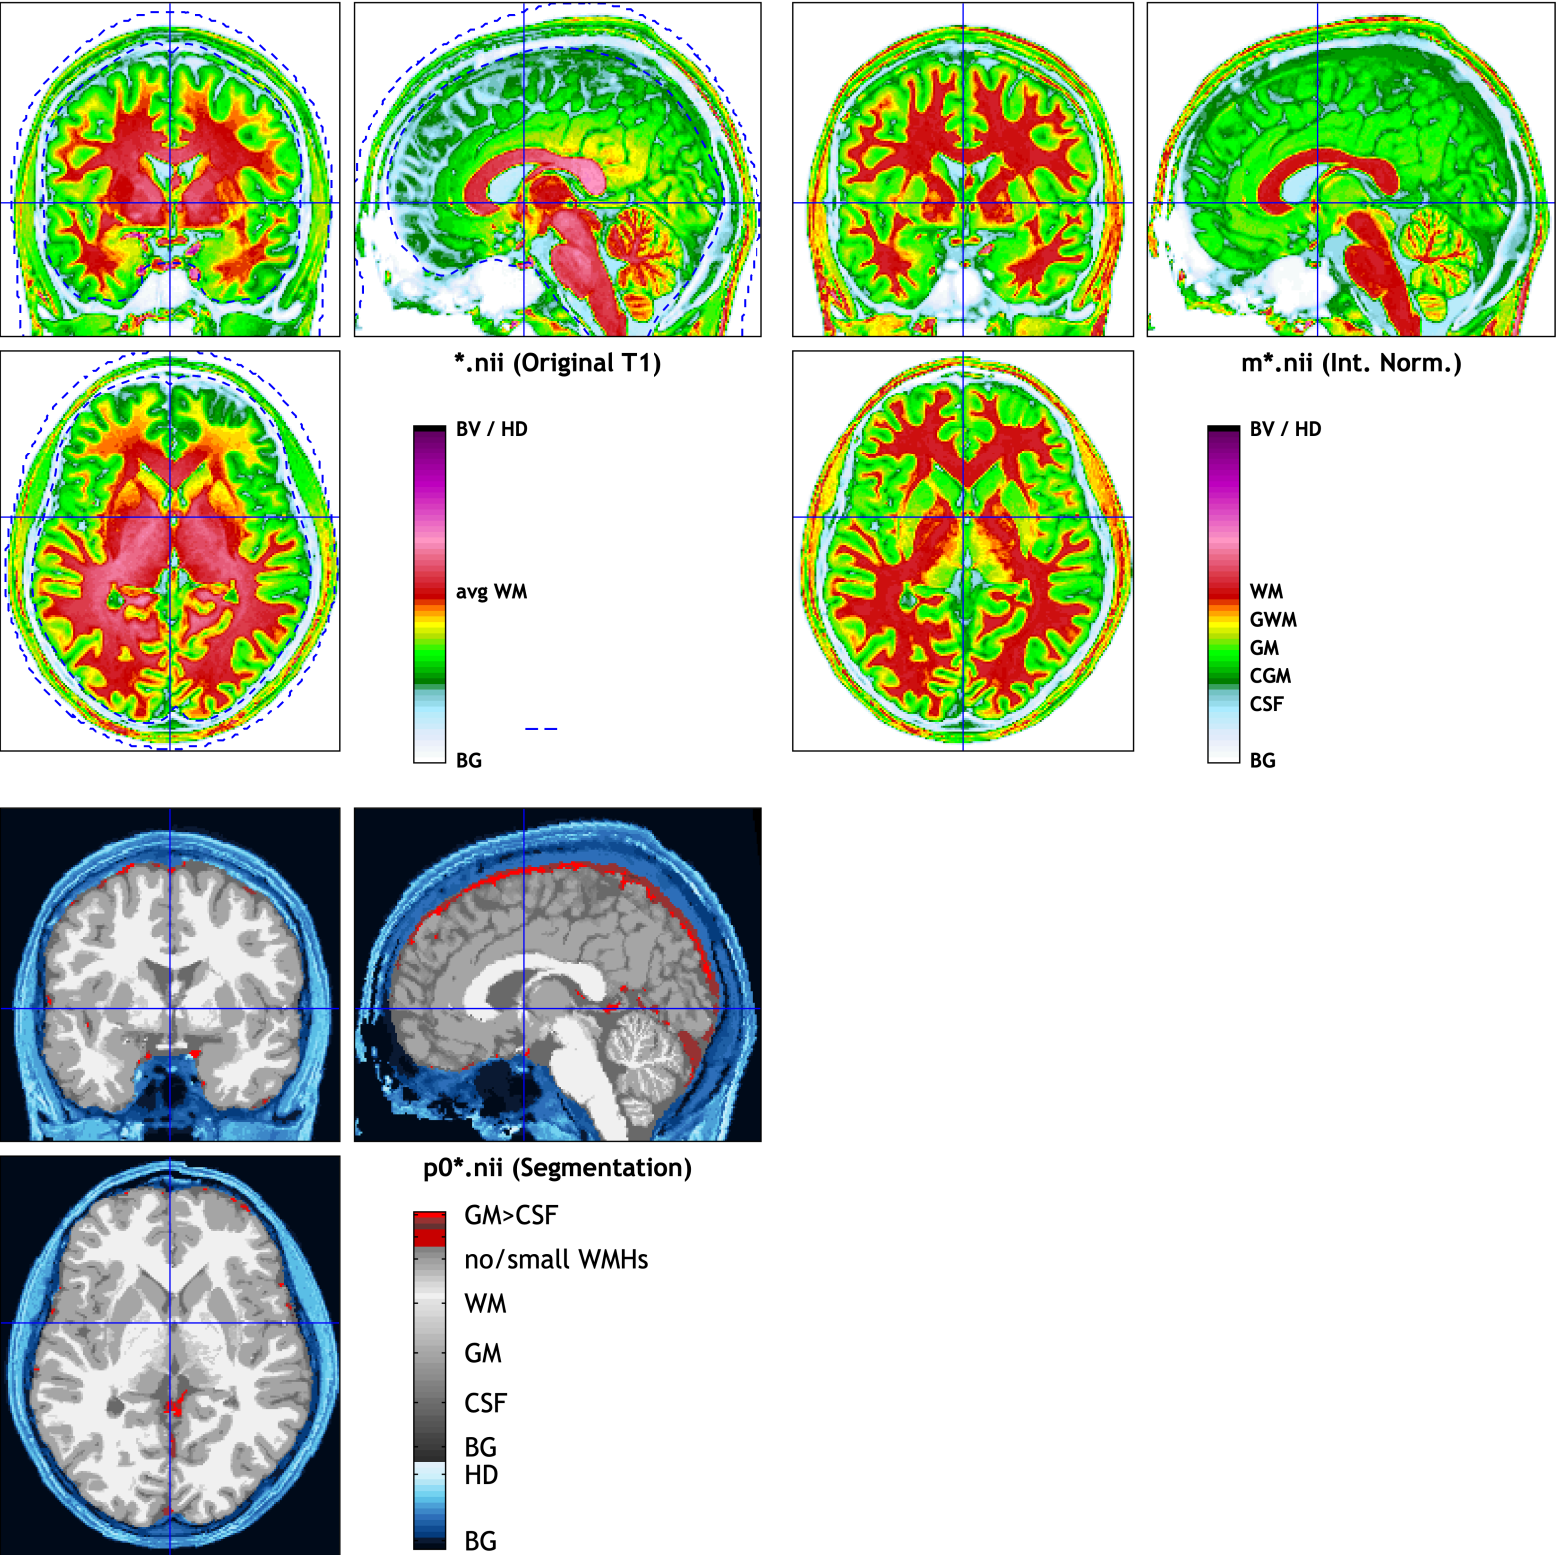 *.nii (Original T1)
BV / HD
avg WM
BG
m*.nii (Int. Norm.)
BV / HD
WM
GWM
GM
CGM
CSF
BG
p0*.nii (Segmentation)
GM>CSF
no/small WMHs
WM
GM
CSF
BG
HD
BG